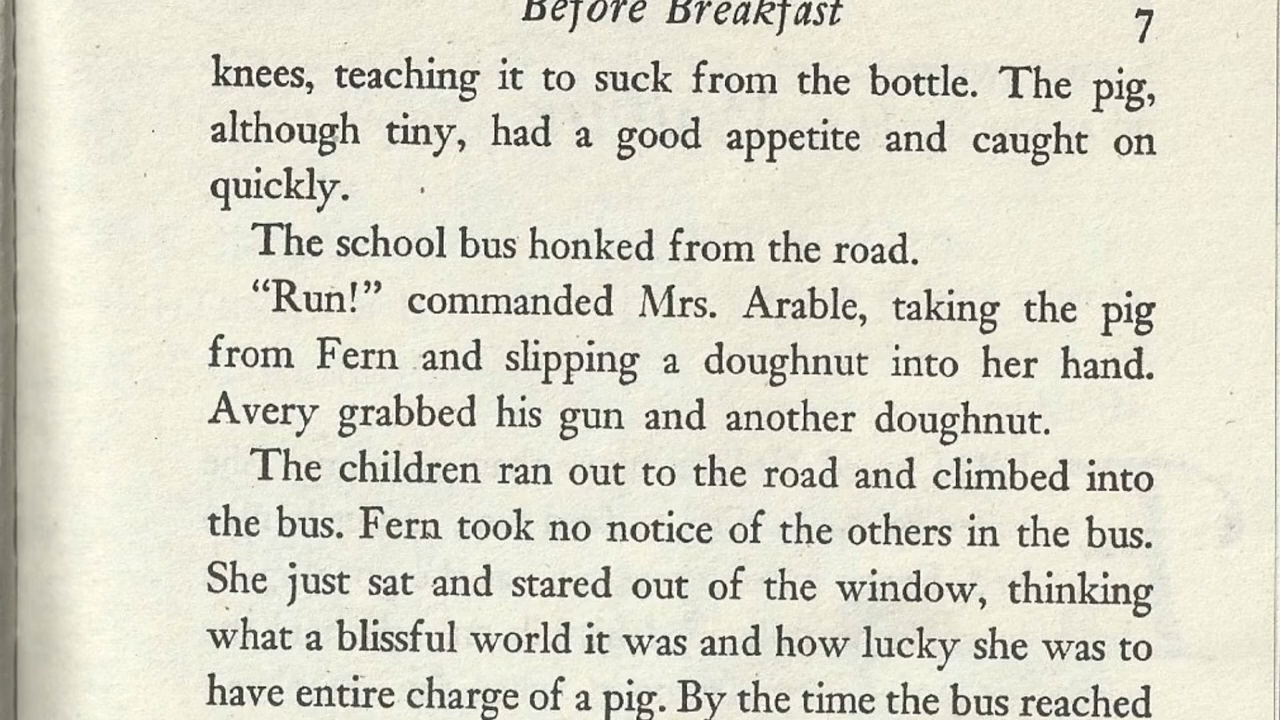 Before Breakfast 7
knees, teaching it to suck from the bottle. The pig,
although tiny, had a good appetite and caught on
quickly.
The school bus honked from the road.
“Run!” commanded Mrs. Arable, taking the pig
from Fern and slipping a doughnut into her hand.
Avery grabbed his gun and another doughnut.
The children ran out to the road and climbed into
the bus. Fern took no notice of the others in the bus.
She just sat and stared out of the window, thinking
what a blissful world it was and how lucky she was to
have entire charge of a pig. By the time the bus reached